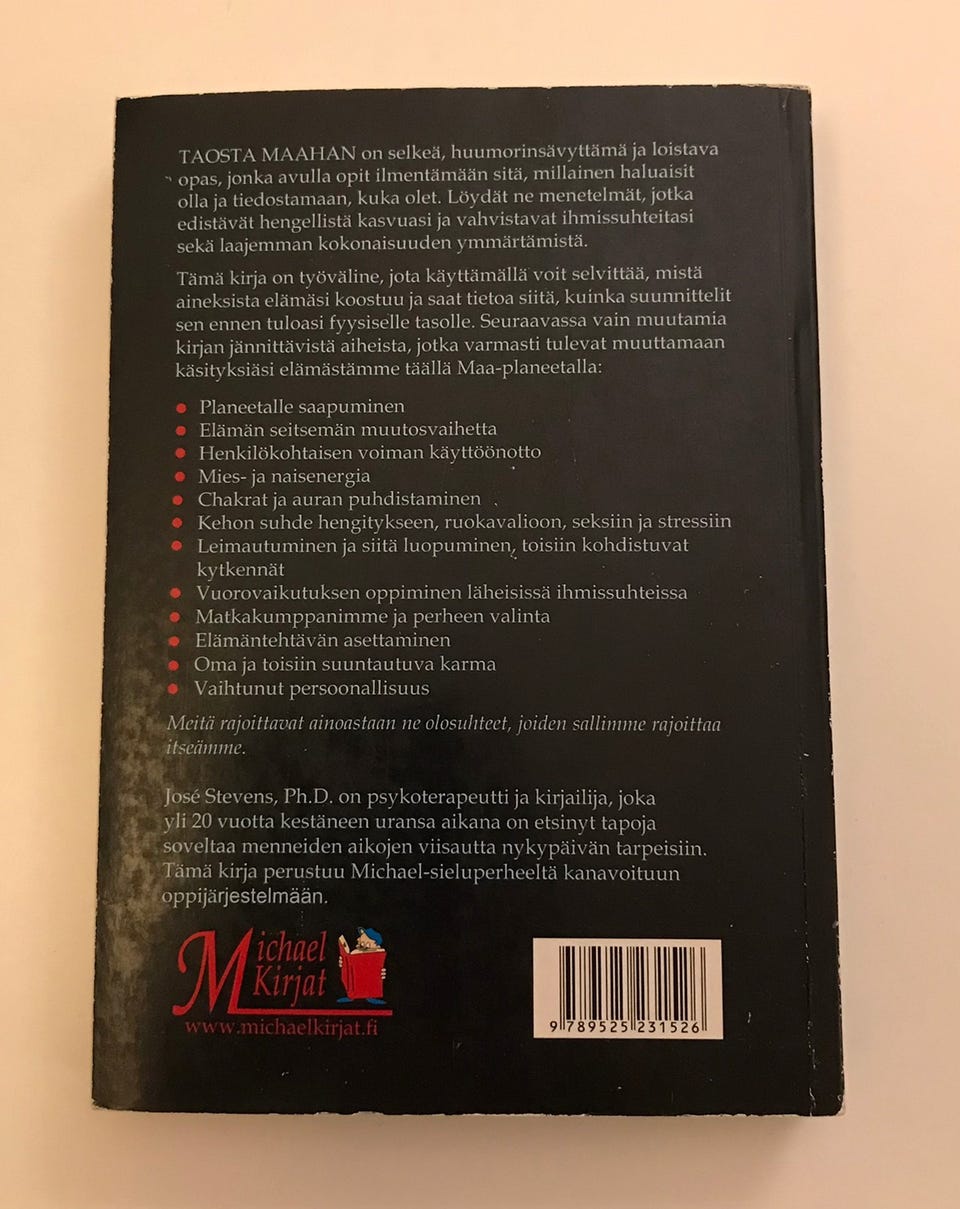 TAOSTA MAAHAN on selkeä, huumorinsävyttämä ja loistava
opas, jonka avulla opit ilmentämään sitä, millainen haluaisit
olla ja tiedostamaan, kuka olet. Löydät ne menetelmät, jotka
edistävät hengellistä kasvuasi ja vahvistavat ihmissuhteitasi
sekä laajemman kokonaisuuden ymmärtämistä.
Tämä kirja on työväline, jota käyttämällä voit selvittää, mistä
aineksista elämäsi koostuu ja saat tietoa siitä, kuinka suunnittelit
sen ennen tuloasi fyysiselle tasolle. Seuraavassa vain muutamia
kirjan jännittävistä aiheista, jotka varmasti tulevat muuttamaan
käsityksiäsi elämästämme täällä Maa-planeetalla:
● Planeetalle saapuminen
● Elämän seitsemän muutosvaihetta
● Henkilökohtaisen voiman käyttöönotto
● Mies- ja naisenergia
● Chakrat ja auran puhdistaminen
● Kehon suhde hengitykseen, ruokavalioon, seksiin ja stressiin
● Leimautuminen ja siitä luopuminen, toisiin kohdistuvat
kytkennät
● Vuorovaikutuksen oppiminen läheisissä ihmissuhteissa
● Matkakumppanimme ja perheen valinta
● Elämäntehtävän asettaminen
● Oma ja toisiin suuntautuva karma
● Vaihtunut persoonallisuus
Meitä rajoittavat ainoastaan ne olosuhteet, joiden sallimme rajoittaa
itseämme.
José Stevens, Ph.D. on psykoterapeutti ja kirjailija, joka
yli 20 vuotta kestäneen uransa aikana on etsinyt tapoja
soveltaa menneiden aikojen viisautta nykypäivän tarpeisiin.
Tämä kirja perustuu Michael-sieluperheeltä kanavoituun
oppijärjestelmään.
Michael
Kirjat
www.michaelkirjat.fi
9 789525 231526